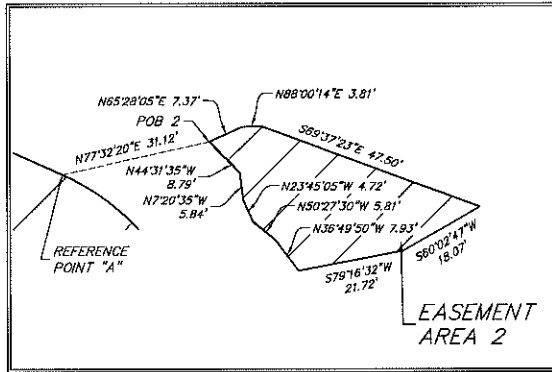 N65°28'05"E 7.37'
N88°00'14"E 3.81'
POB 2
N77°32'20"E 31.12'
S69°37'23"E 47.50'
N44°31'35"W
8.79'
N7°20'35"W
5.84'
N23°45'05"W 4.72'
N50°27'30"W 5.81'
N36°49'50"W 7.93'
REFERENCE
POINT "A"
S79°16'32"W
21.72'
S60°02'47"W
18.07'
EASEMENT
AREA 2